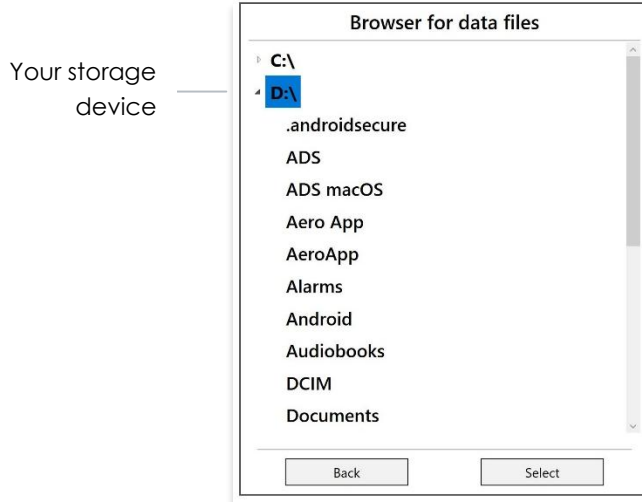 Browser for data files
C:\
Your storage
device
D:\
.androidsecure
ADS
ADS macOS
Aero App
AeroApp
Alarms
Android
Audiobooks
DCIM
Documents
Back
Select